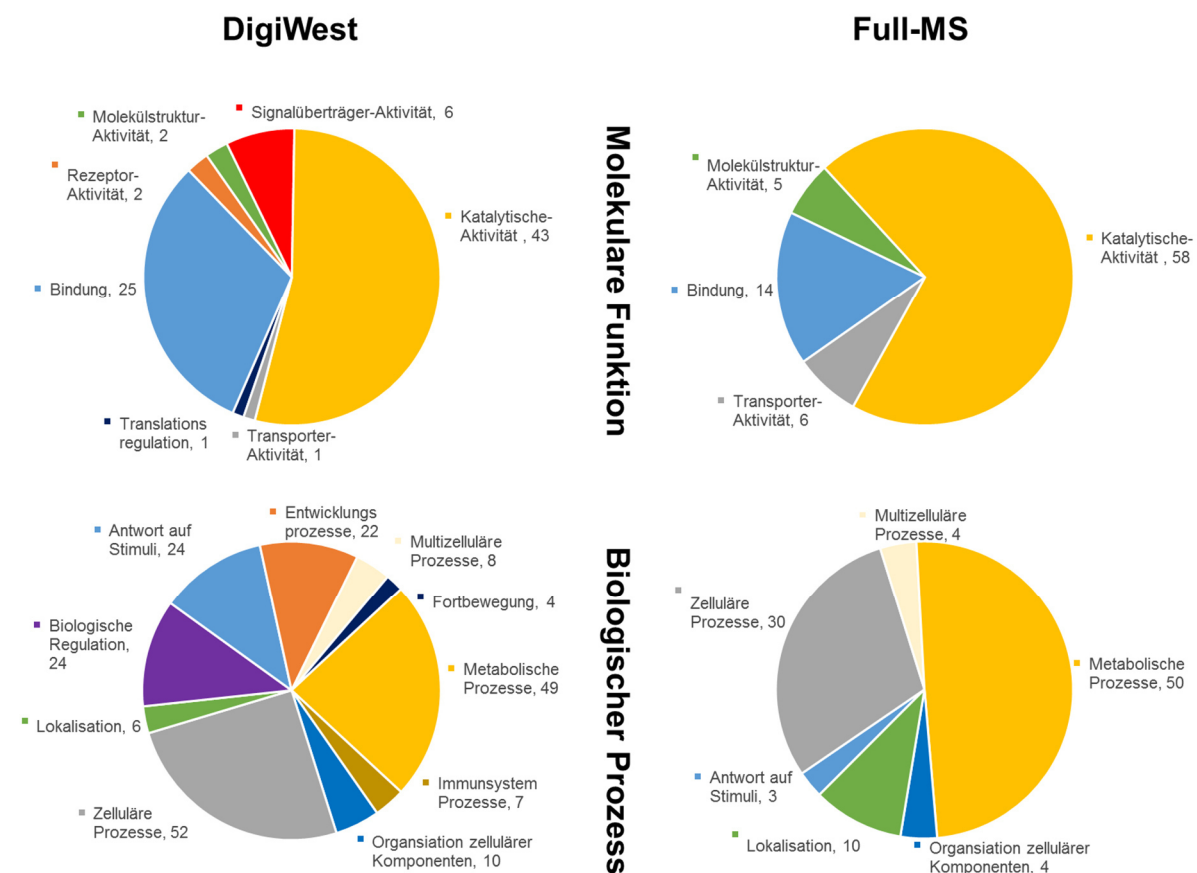 DigiWest
Full-MS
Molekulare Funktion
Molekülstruktur-
Aktivität, 2
Signalüberträger-Aktivität, 6
Rezeptor-
Aktivität, 2
Katalytische-
Aktivität , 43
Bindung, 25
Translations
regulation, 1
Transporter-
Aktivität, 1
Molekülstruktur-
Aktivität, 5
Katalytische-
Aktivität , 58
Bindung, 14
Transporter-
Aktivität, 6
Biologischer Prozess
Antwort auf
Stimuli, 24
Entwicklungs
prozesse, 22
Multizelluläre
Prozesse, 8
Fortbewegung, 4
Biologische
Regulation,
24
Metabolische
Prozesse, 49
Lokalisation, 6
Immunsystem
Prozesse, 7
Zelluläre
Prozesse, 52
Organsiation zellulärer
Komponenten, 10
Multizelluläre
Prozesse, 4
Zelluläre
Prozesse, 30
Metabolische
Prozesse, 50
Antwort auf
Stimuli, 3
Lokalisation, 10
Organsiation zellulärer
Komponenten, 4